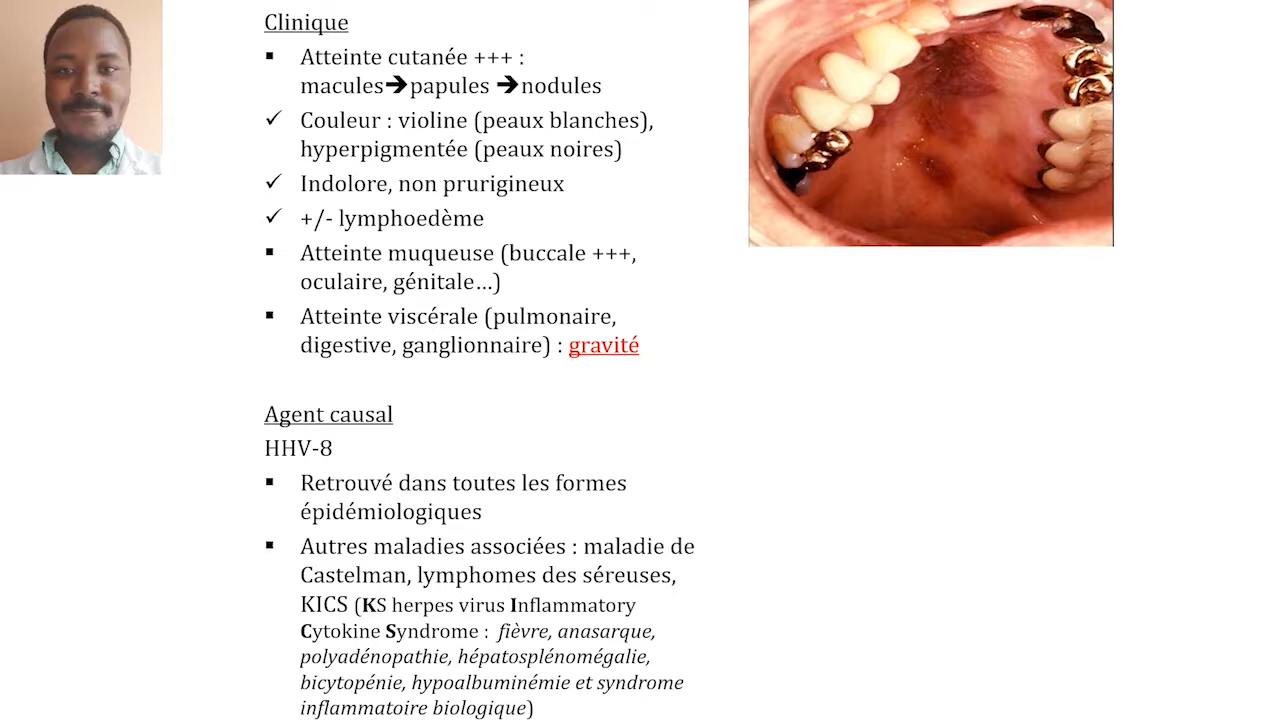 Clinique
▪ Atteinte cutanée +++ :
macules➔papules ➔nodules
✓ Couleur : violine (peaux blanches),
hyperpigmentée (peaux noires)
✓ Indolore, non prurigineux
✓ +/- lymphoedème
▪ Atteinte muqueuse (buccale +++,
oculaire, génitale…)
▪ Atteinte viscérale (pulmonaire,
digestive, ganglionnaire) : gravité
Agent causal
HHV-8
▪ Retrouvé dans toutes les formes
épidémiologiques
▪ Autres maladies associées : maladie de
Castelman, lymphomes des séreuses,
KICS (KS herpes virus Inflammatory
Cytokine Syndrome : fièvre, anasarque,
polyadénopathie, hépatosplénomégalie,
bicytopénie, hypoalbuminémie et syndrome
inflammatoire biologique)